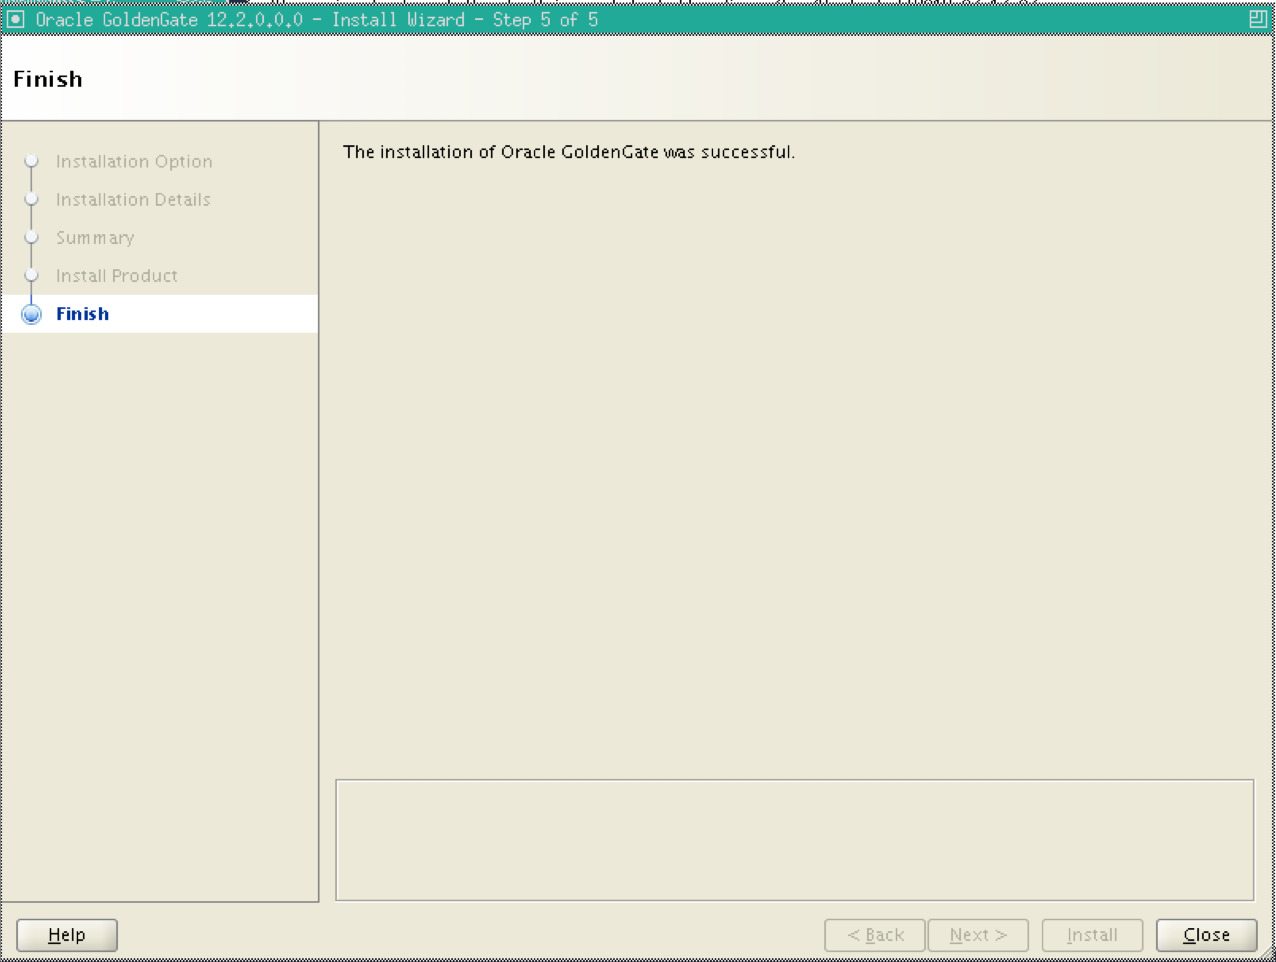 Oracle GoldenGate 12.2.0.0.0 - Install Wizard - Step 5 of 5
Finish
Installation Option
Installation Details
Summary
Install Product
Finish
The installation of Oracle GoldenGate was successful.
Help
< Back
Next >
Install
Close